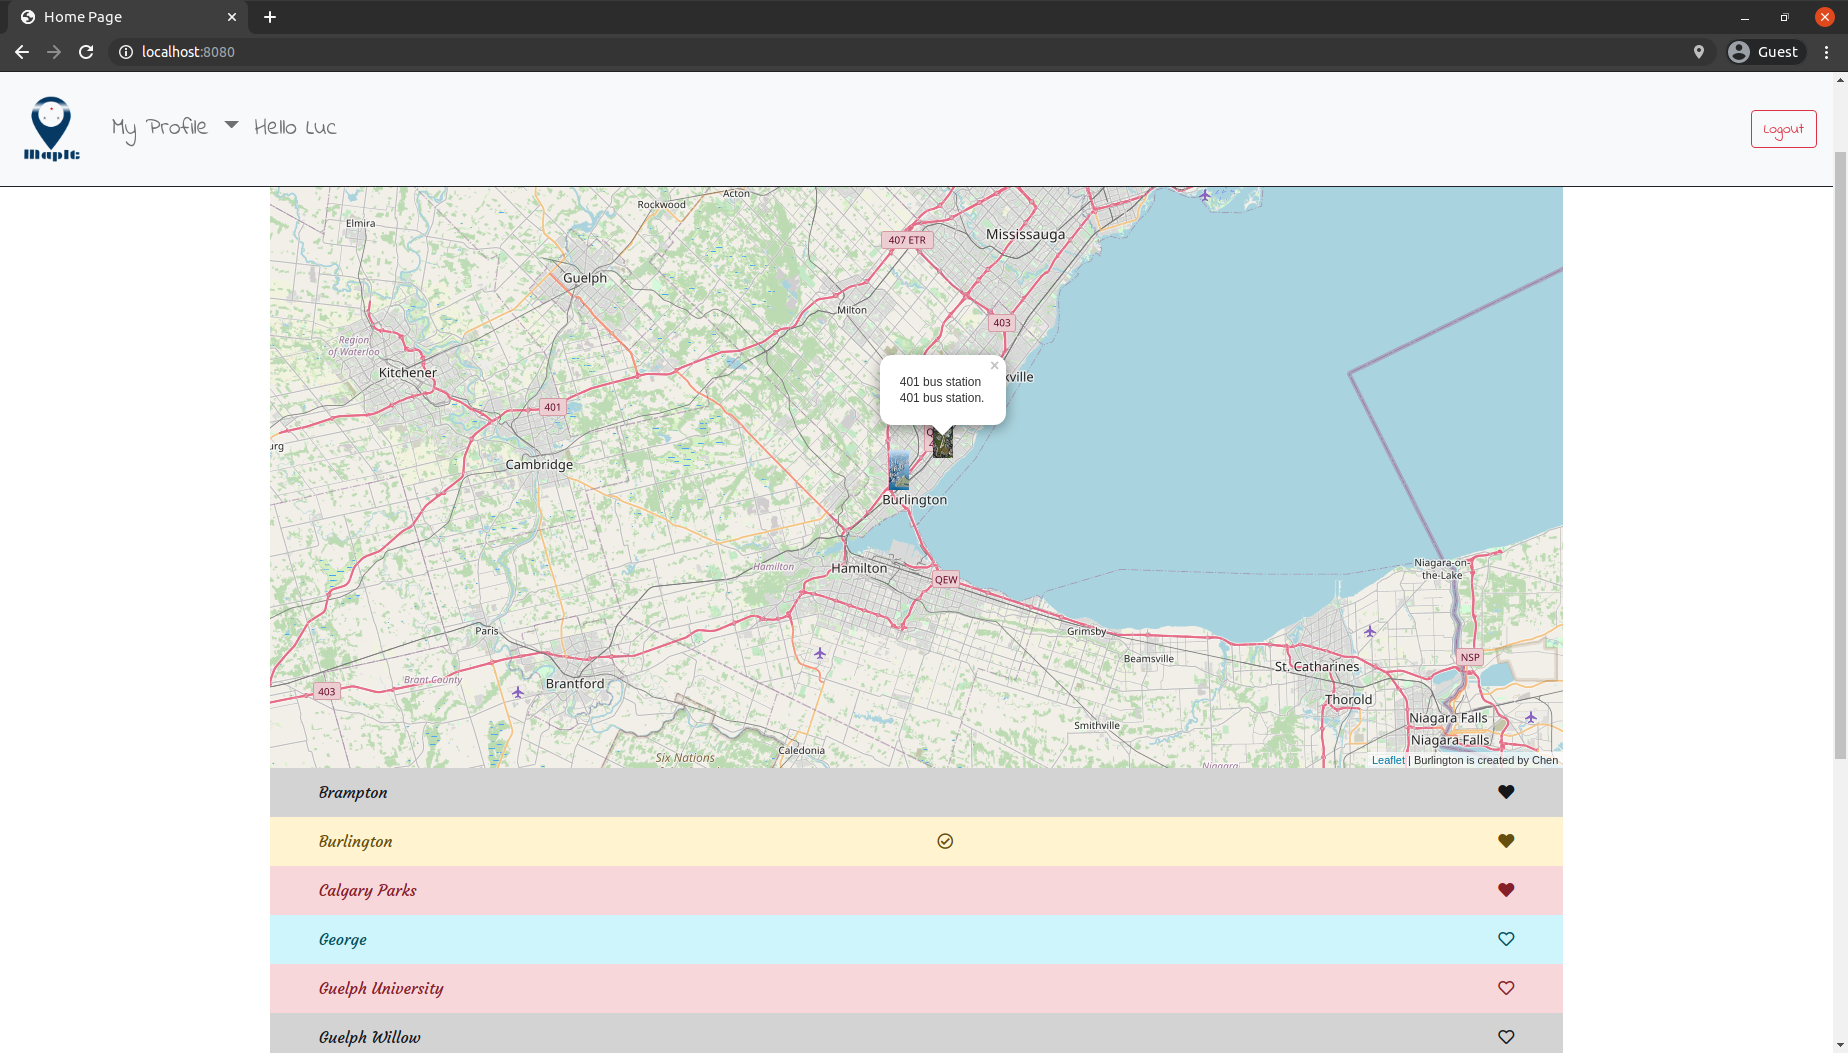 Home Page
localhost:8080
Guest
MapIt
My Profile
Hello Luc
Logout
Acton
Rockwood
Elmira
Mississauga
407 ETR
Guelph
Milton
403
Region
of Waterloo
Kitchener
kville
401 bus station
401 bus station.
401
urg
Cambridge
Burlington
Hamilton
Hamilton
QEW
Niagara-on-
the-Lake
Paris
Grimsby
Beamsville
St. Catharines
NSP
Brant County
Brantford
403
Thorold
Niagara Falls
Smithville
Niagara Falls
Caledonia
Six Nations
Niagara
Leaflet | Burlington is created by Chen
Brampton
Burlington
Calgary Parks
George
Guelph University
Guelph Willow